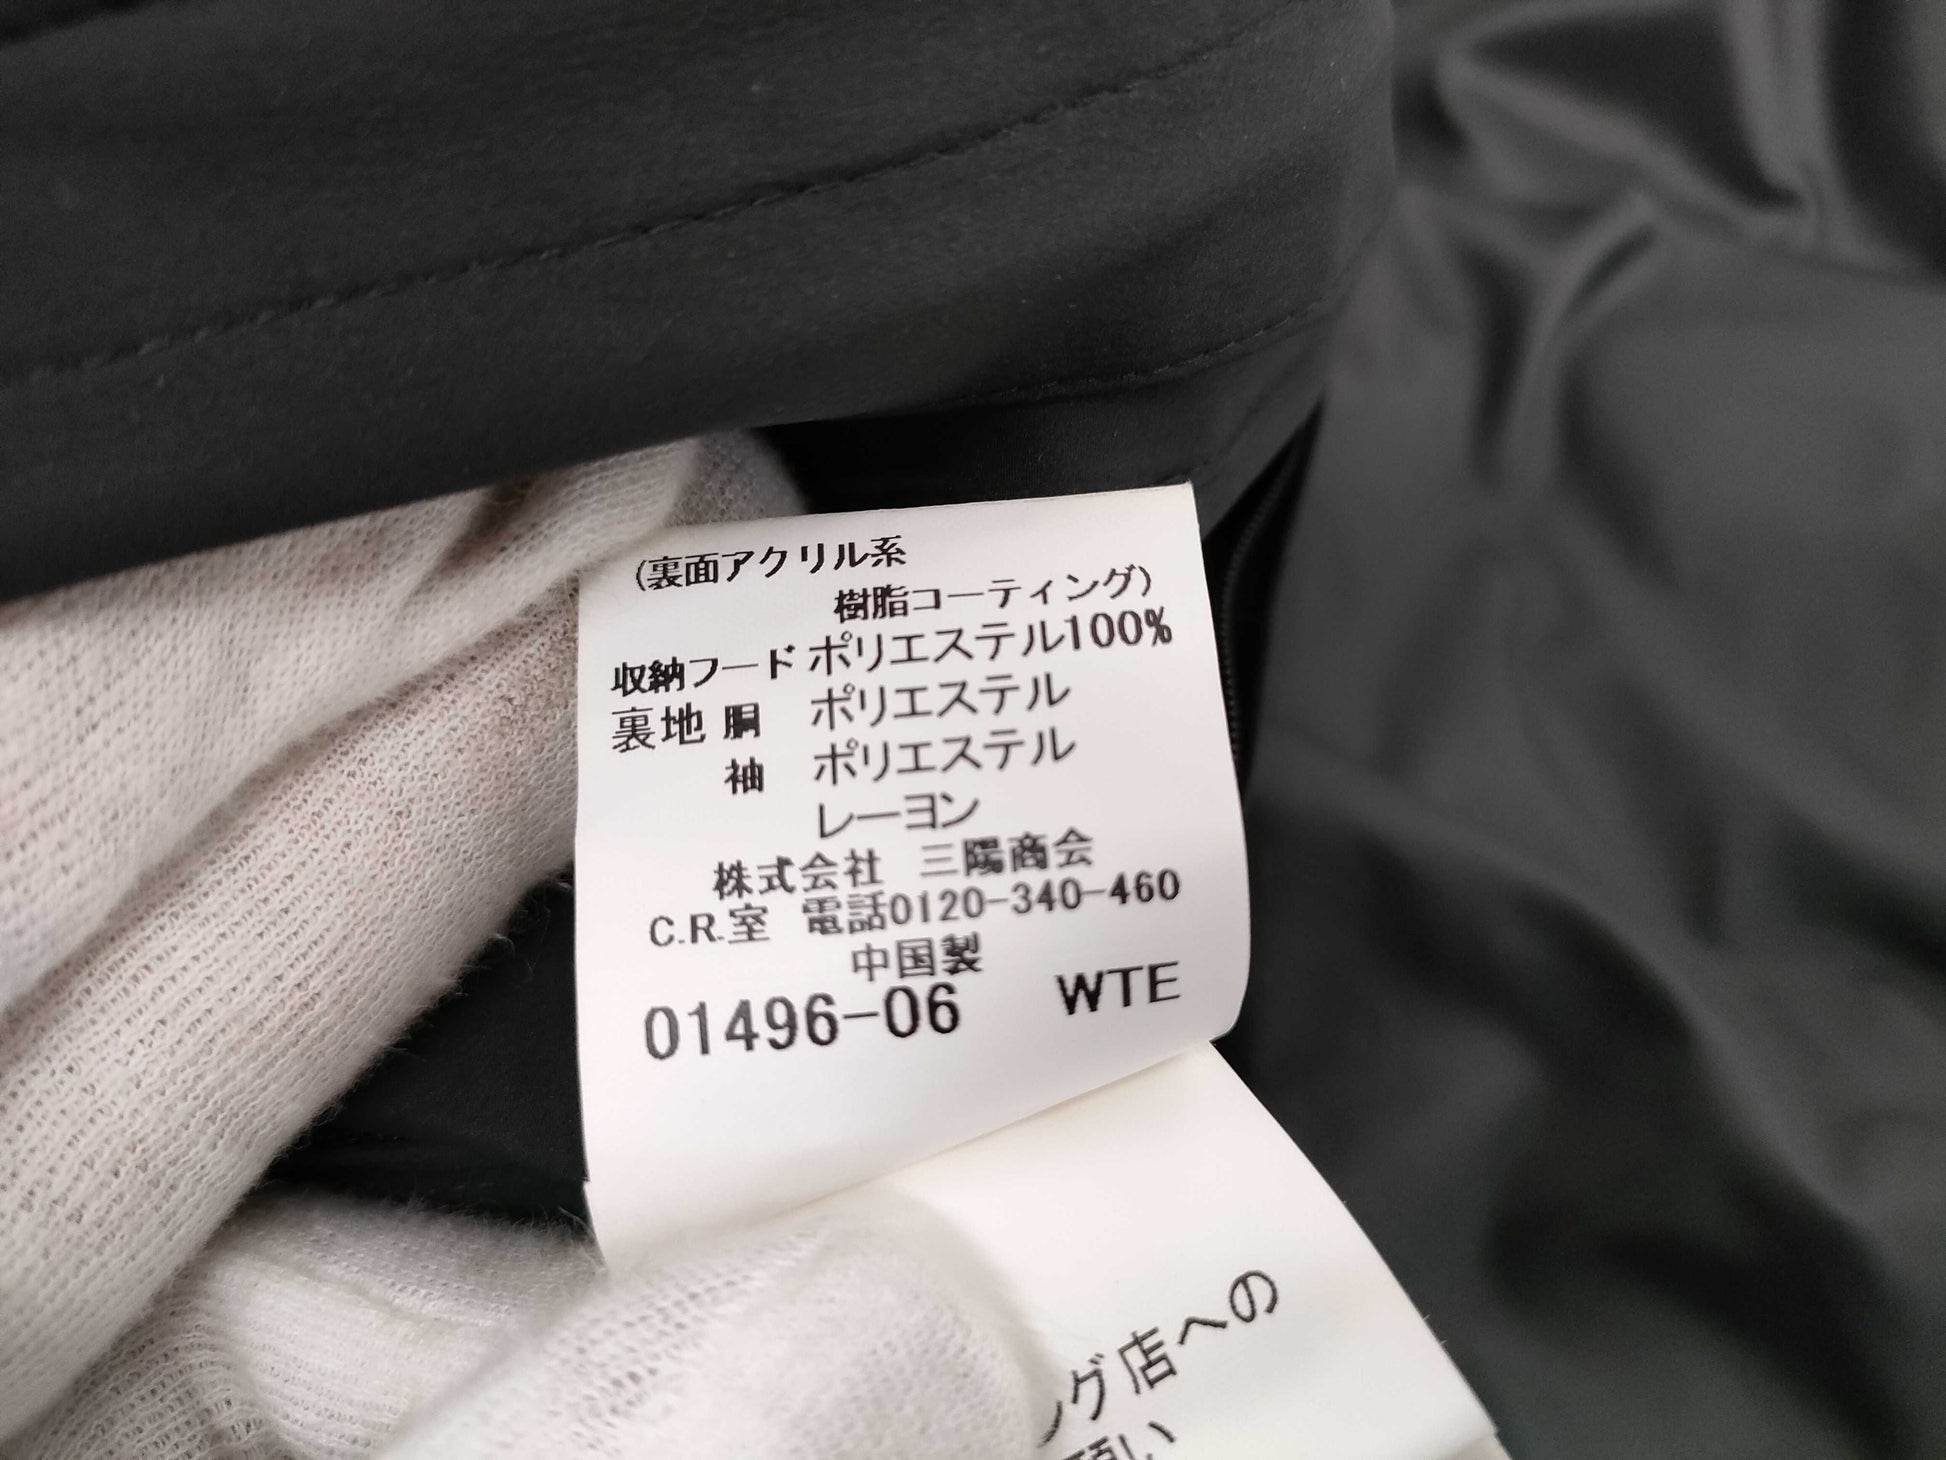 (裏面アクリル系
樹脂コーティング)
収納フード ポリエステル100%
裏地 胴 ポリエステル
袖 ポリエステル
レーヨン
株式会社 三陽商会
C.R.室 電話0120-340-460
中国製
01496-06 WTE
グ店への
願い